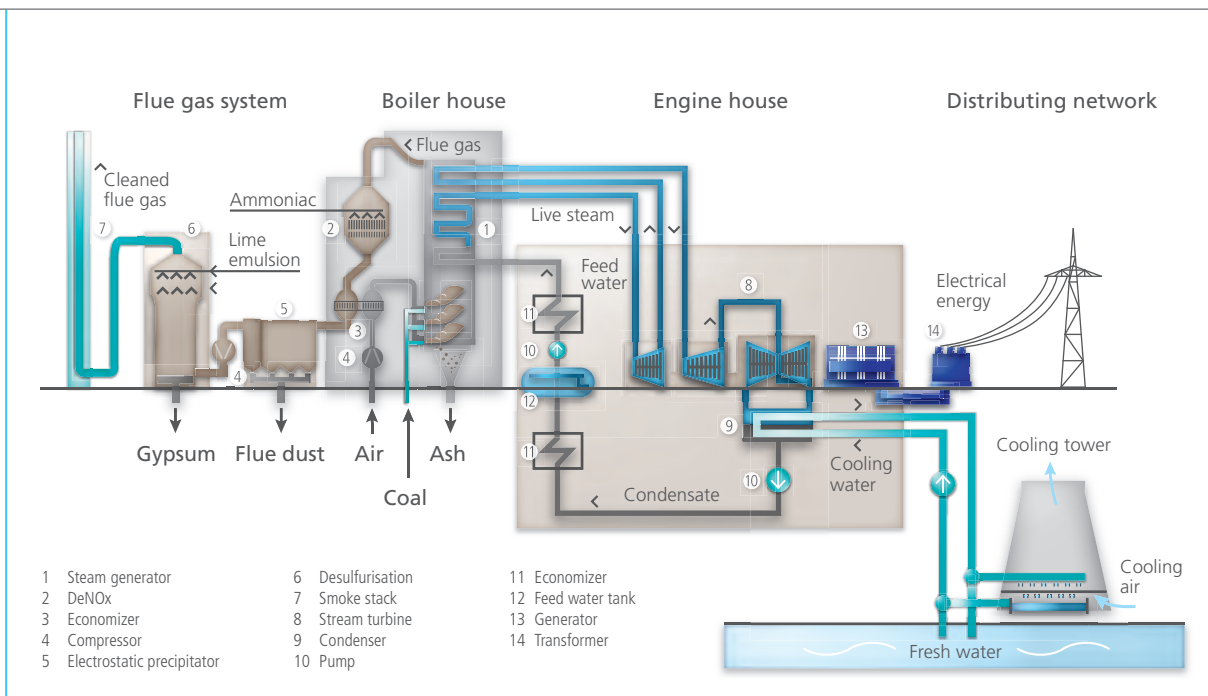 Flue gas system
Boiler house
Engine house
Distributing network
Flue gas
Cleaned
flue gas
Ammoniac
7
6
2
1
Live steam
Lime
emulsion
Feed
water
8
Electrical
energy
5
11
3
10
13
14
4
4
12
9
Gypsum
Flue dust
Air
Ash
Coal
11
10
Condensate
Cooling
water
Cooling tower
Cooling
air
Fresh water
1 Steam generator
2 DeNOx
3 Economizer
4 Compressor
5 Electrostatic precipitator
6 Desulfurisation
7 Smoke stack
8 Stream turbine
9 Condenser
10 Pump
11 Economizer
12 Feed water tank
13 Generator
14 Transformer